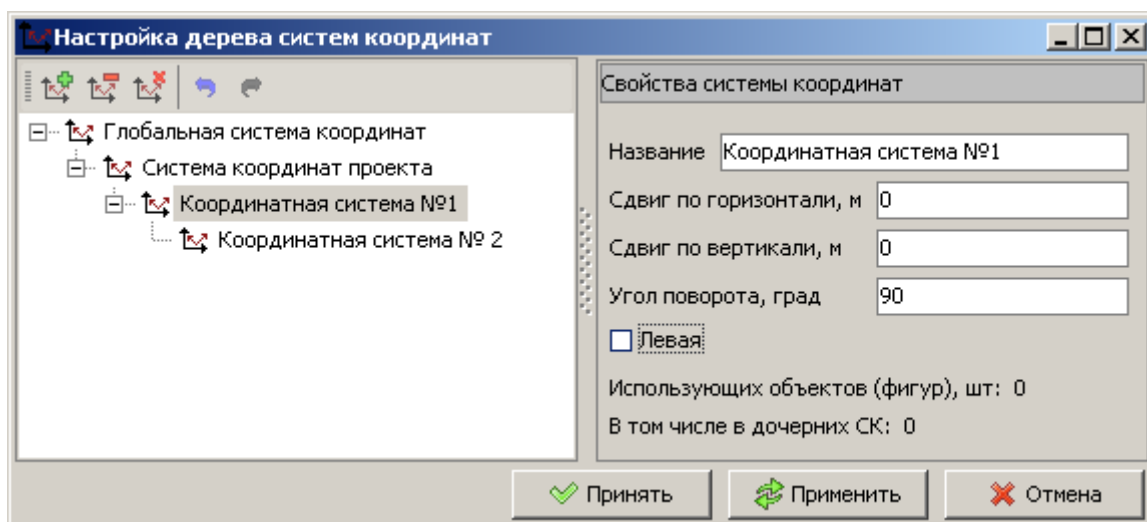 Настройка дерева систем координат
Глобальная система координат
Система координат проекта
Координатная система №1
Координатная система № 2
Свойства системы координат
Название Координатная система №1
Сдвиг по горизонтали, м 0
Сдвиг по вертикали, м 0
Угол поворота, град 90
Левая
Использующих объектов (фигур), шт: 0
В том числе в дочерних СК: 0
Принять Применить Отмена